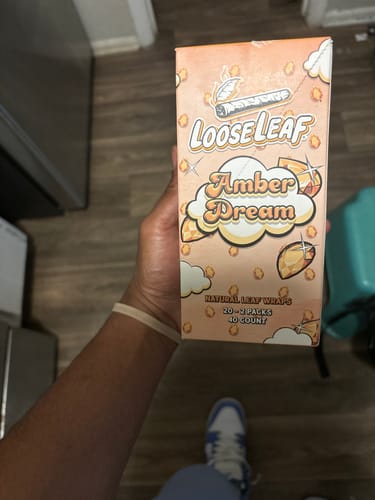 LOOSELEAF
Amber
Dream
NATURAL LEAF WRAPS
20 - 2 PACKS
40 COUNT